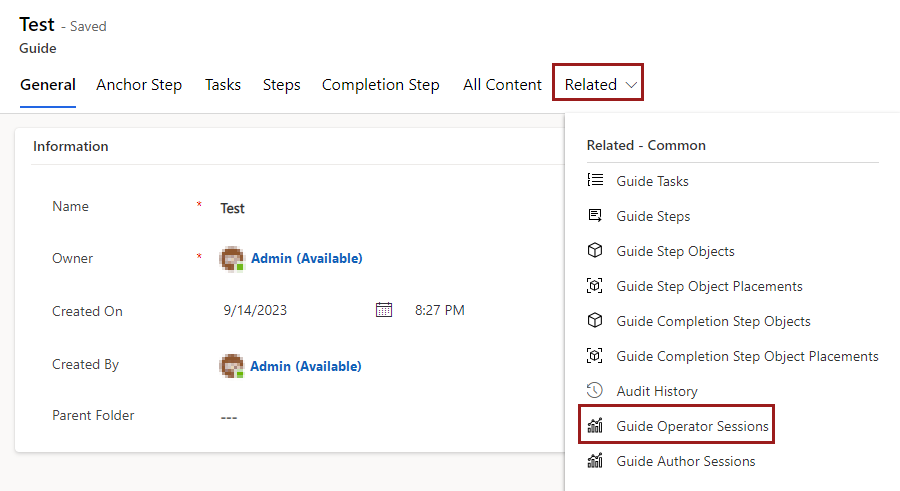 Test - Saved
Guide
General Anchor Step Tasks Steps Completion Step All Content Related
Information
Name * Test
Owner * Admin (Available)
Created On 9/14/2023 8:27 PM
Created By Admin (Available)
Parent Folder ---
Related - Common
Guide Tasks
Guide Steps
Guide Step Objects
Guide Step Object Placements
Guide Completion Step Objects
Guide Completion Step Object Placements
Audit History
Guide Operator Sessions
Guide Author Sessions